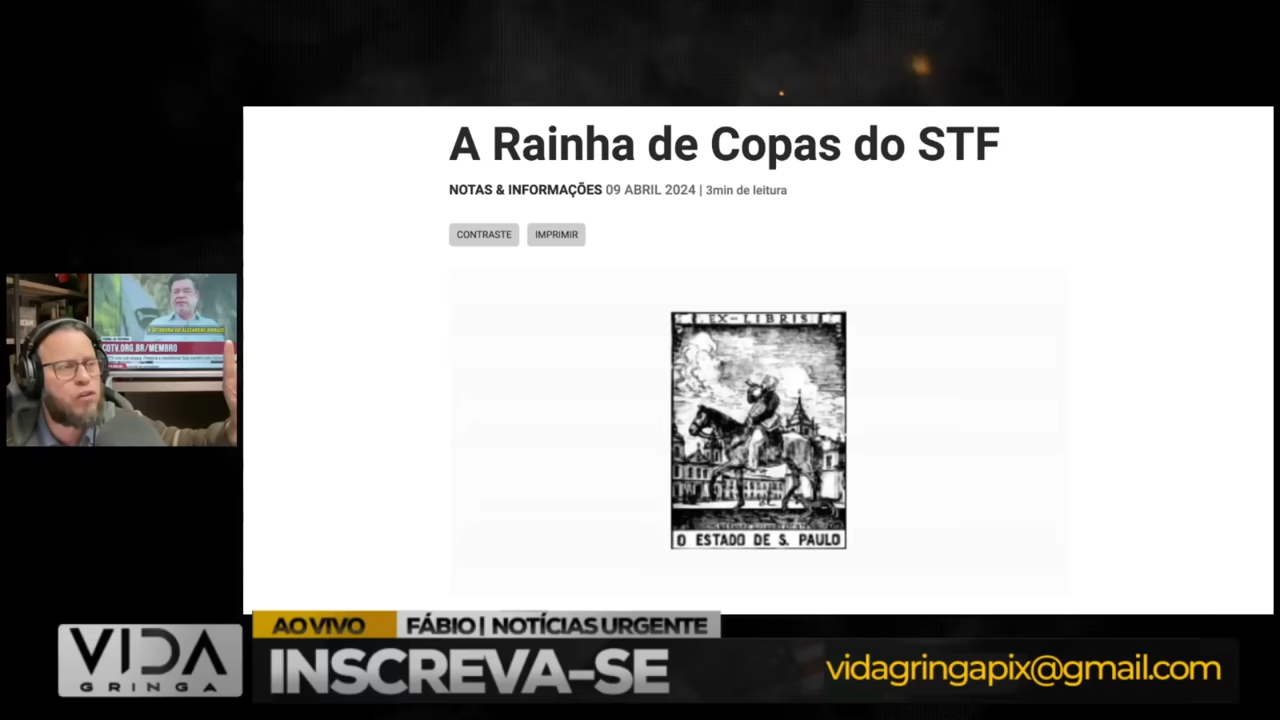 A Rainha de Copas do STF
NOTAS & INFORMAÇÕES 09 ABRIL 2024 | 3min de leitura
CONTRASTE IMPRIMIR
EX-LIBRIS
O ESTADO DE S. PAULO
COTV.ORG.BR/MEMBRO
AO VIVO FÁBIO | NOTÍCIAS URGENTE
VIDA
GRINGA
INSCREVA-SE
vidagringapix@gmail.com